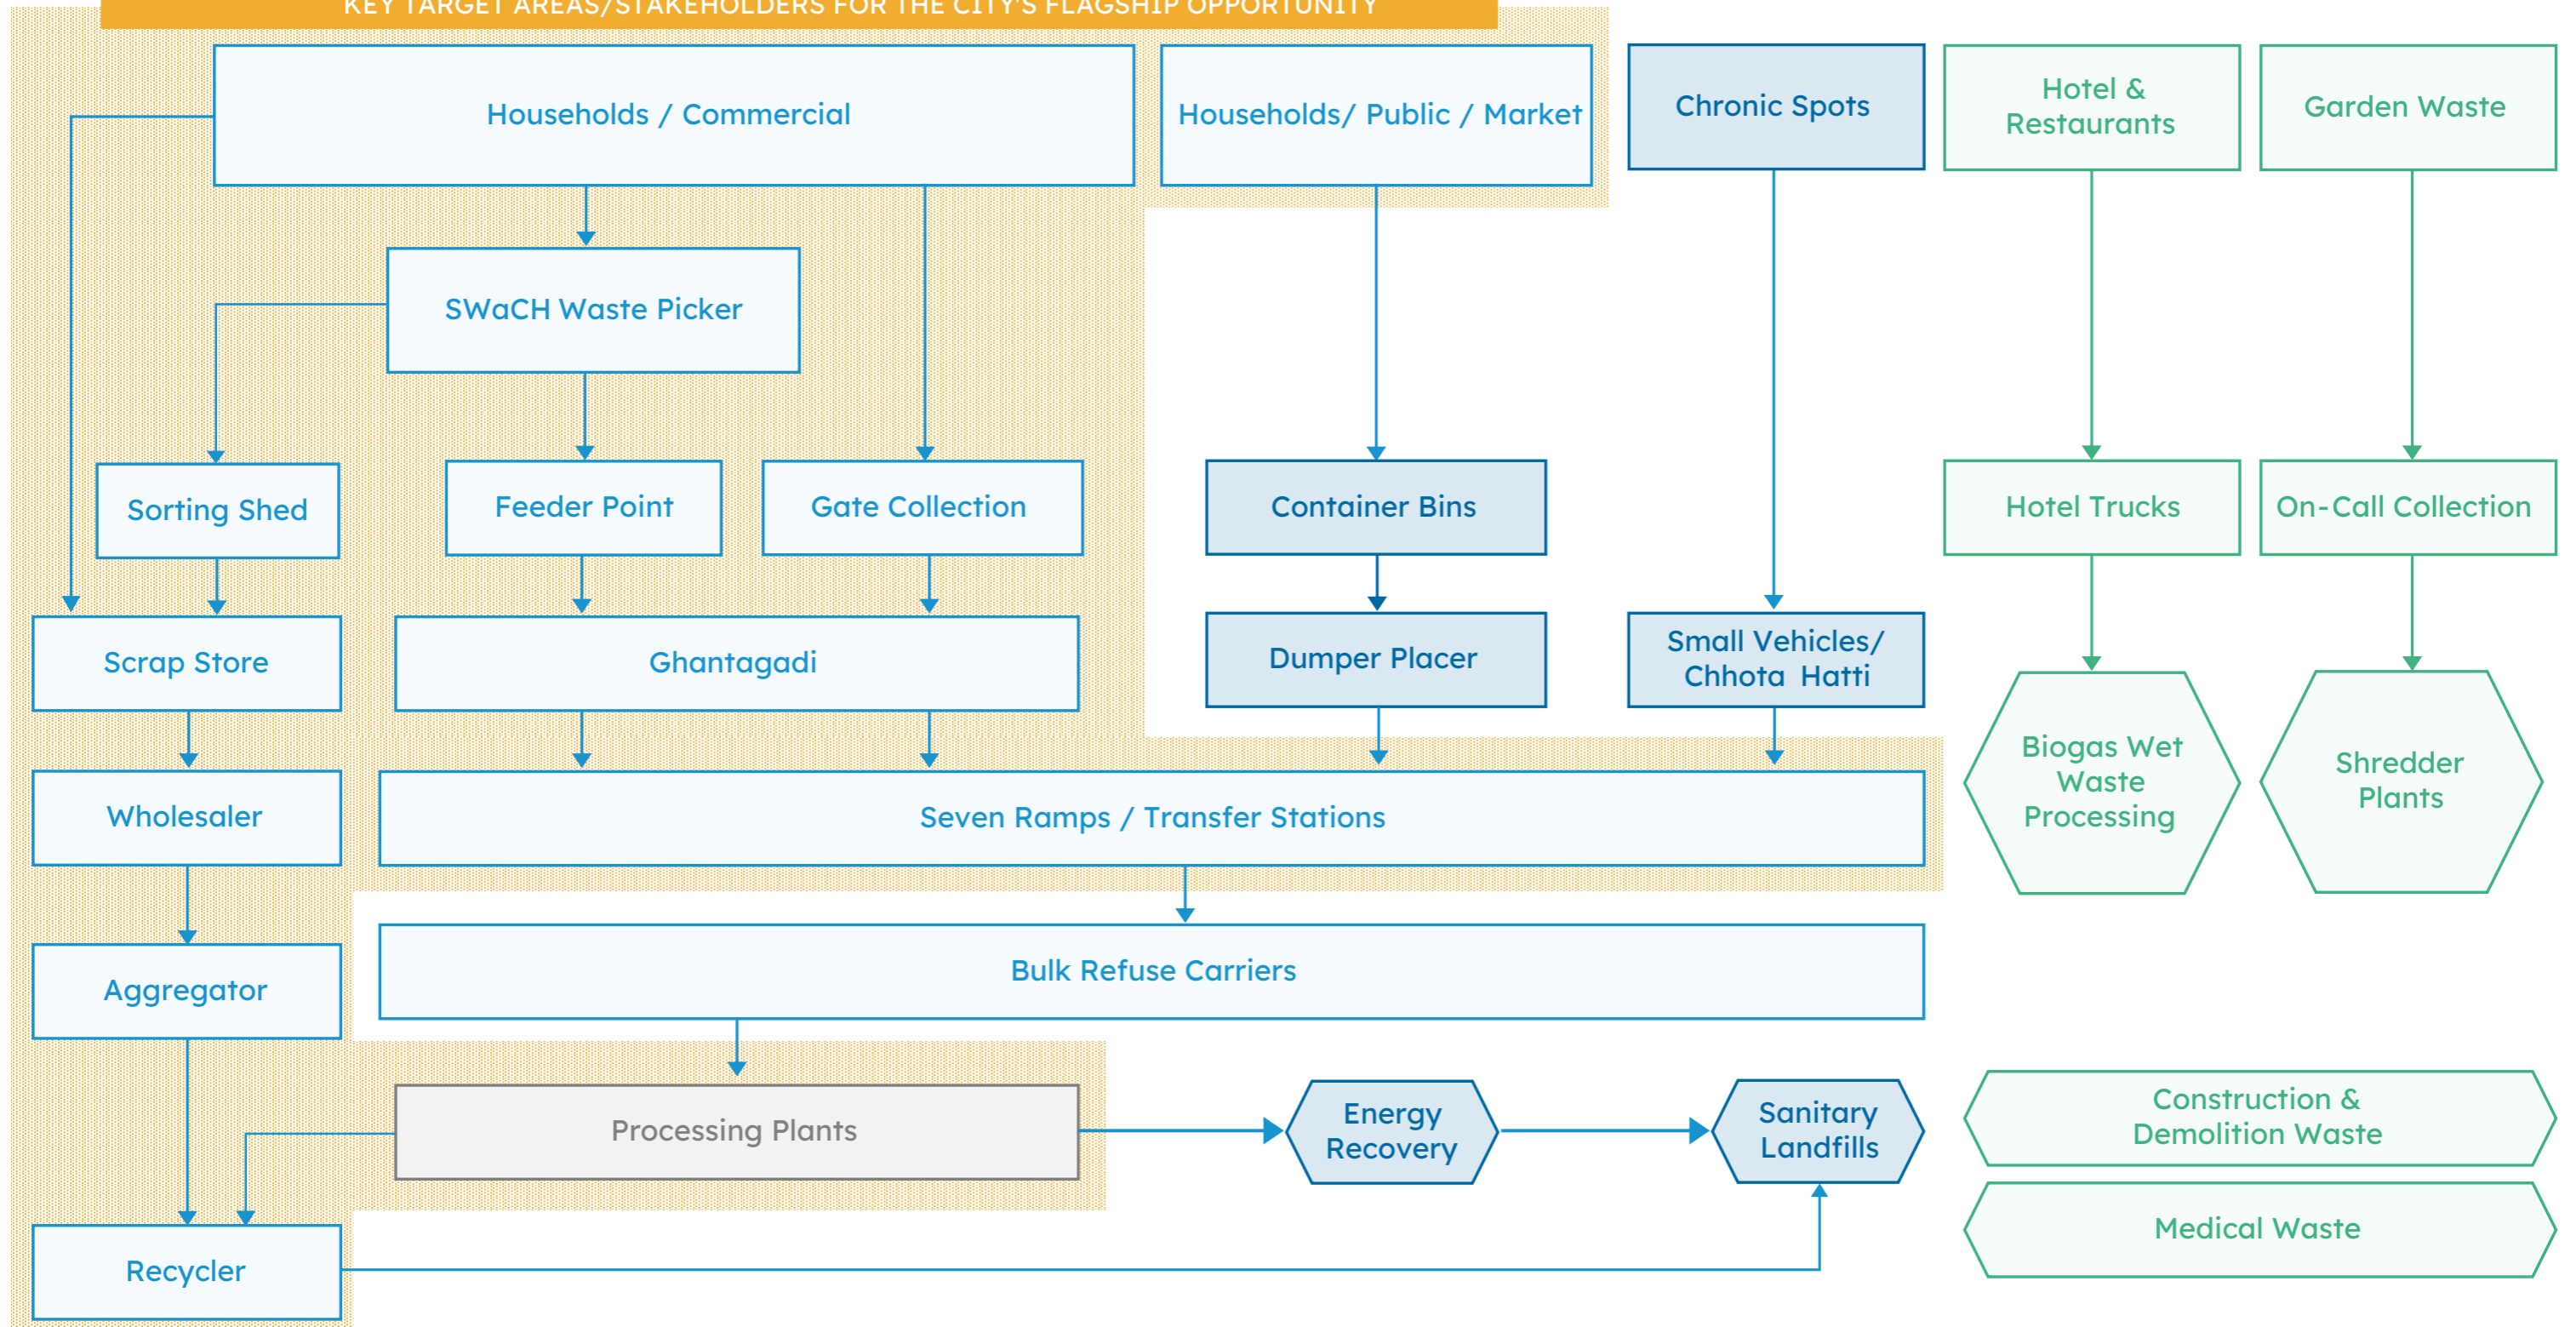 KEY TARGET AREAS/STAKEHOLDERS FOR THE CITY'S FLAGSHIP OPPORTUNITY
Households / Commercial
Households/ Public / Market
Chronic Spots
Hotel &
Restaurants
Garden Waste
SWaCH Waste Picker
Sorting Shed
Feeder Point
Gate Collection
Container Bins
Hotel Trucks
On-Call Collection
Scrap Store
Ghantagadi
Dumper Placer
Small Vehicles/
Chhota Hatti
Biogas Wet
Waste
Processing
Shredder
Plants
Wholesaler
Seven Ramps / Transfer Stations
Aggregator
Bulk Refuse Carriers
Processing Plants
Energy
Recovery
Sanitary
Landfills
Construction &
Demolition Waste
Medical Waste
Recycler